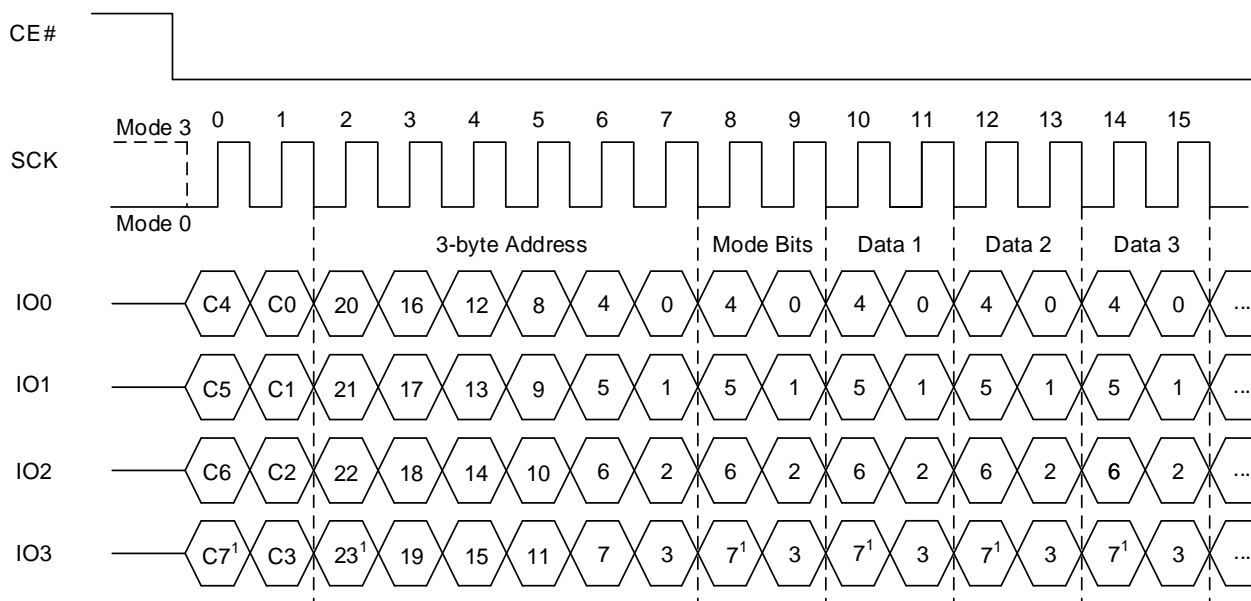 CE#
Mode 3 0 1 2 3 4 5 6 7 8 9 10 11 12 13 14 15
SCK
Mode 0
3-byte Address Mode Bits Data 1 Data 2 Data 3
IO0 C4 C0 20 16 12 8 4 0 4 0 4 0 4 0 4 0 ...
IO1 C5 C1 21 17 13 9 5 1 5 1 5 1 5 1 5 1 ...
IO2 C6 C2 22 18 14 10 6 2 6 2 6 2 6 2 6 2 ...
IO3 C7¹ C3 23¹ 19 15 11 7 3 7¹ 3 7¹ 3 7¹ 3 7¹ 3 ...